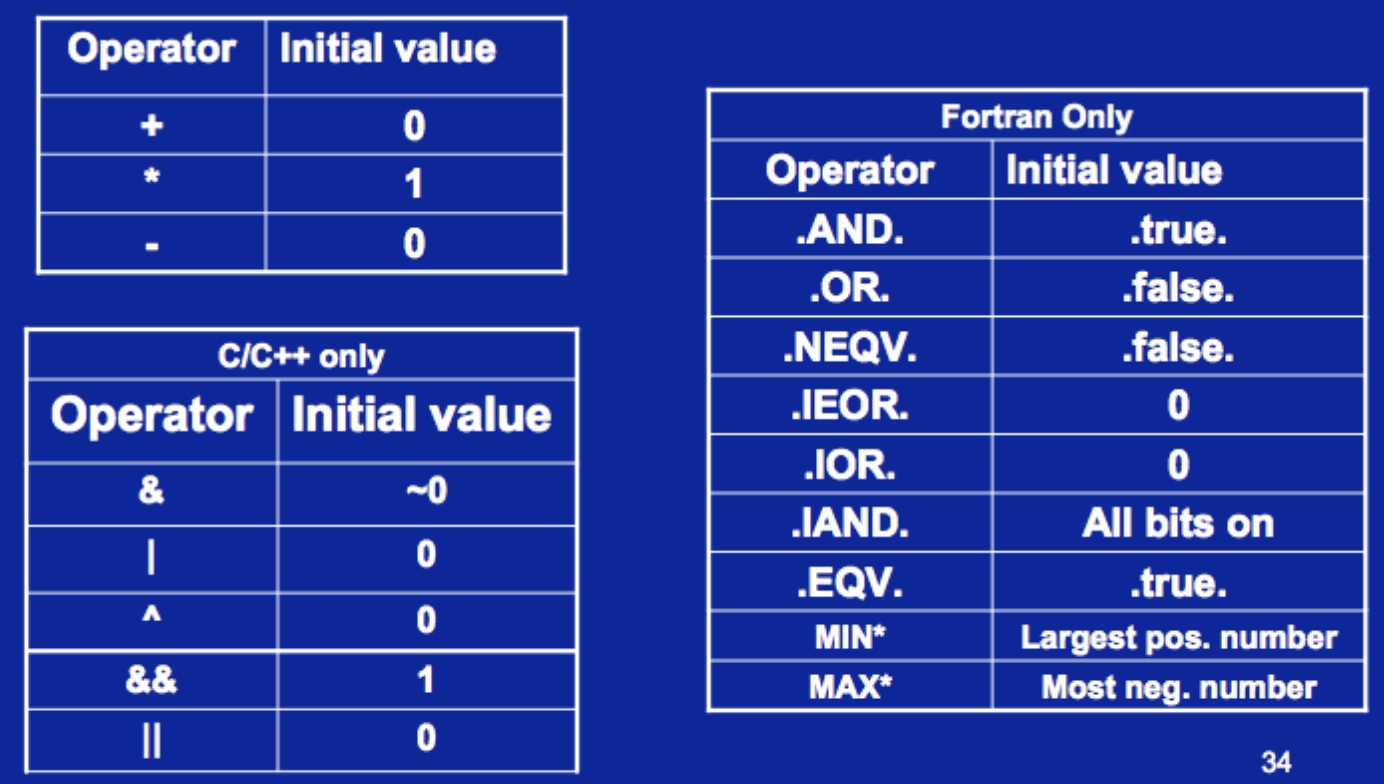 Operator Initial value
+ 0
* 1
- 0
C/C++ only
Operator Initial value
& ~0
| 0
^ 0
&& 1
|| 0
Fortran Only
Operator Initial value
.AND. .true.
.OR. .false.
.NEQV. .false.
.IEOR. 0
.IOR. 0
.IAND. All bits on
.EQV. .true.
MIN* Largest pos. number
MAX* Most neg. number
34